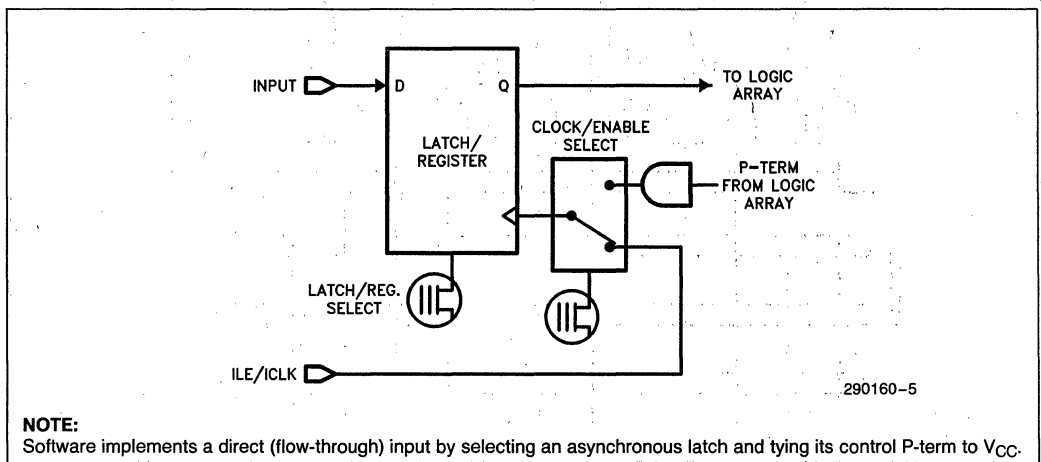 INPUT
D
Q
TO LOGIC
ARRAY
LATCH/
REGISTER
CLOCK/ENABLE
SELECT
P-TERM
FROM LOGIC
ARRAY
LATCH/REG.
SELECT
ILE/ICLK
290160-5
NOTE:
Software implements a direct (flow-through) input by selecting an asynchronous latch and tying its control P-term to VCC.